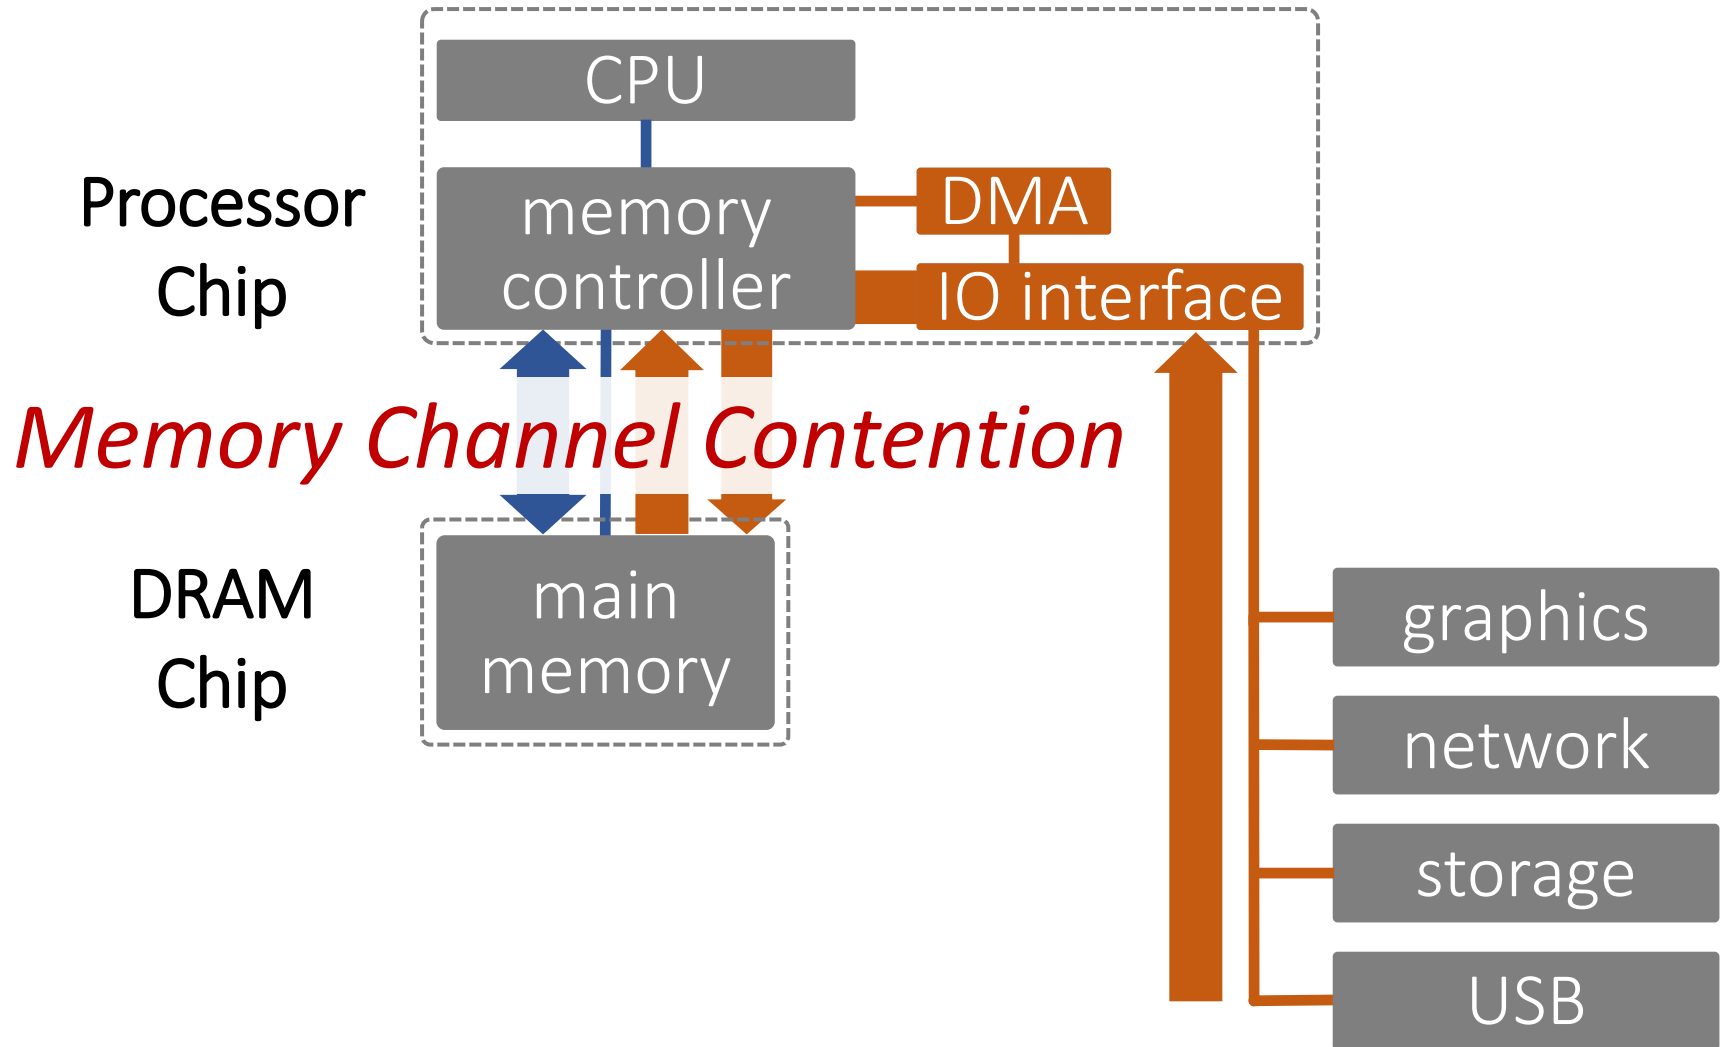 CPU
Processor
Chip
memory
controller
DMA
IO interface
Memory Channel Contention
DRAM
Chip
main
memory
graphics
network
storage
USB